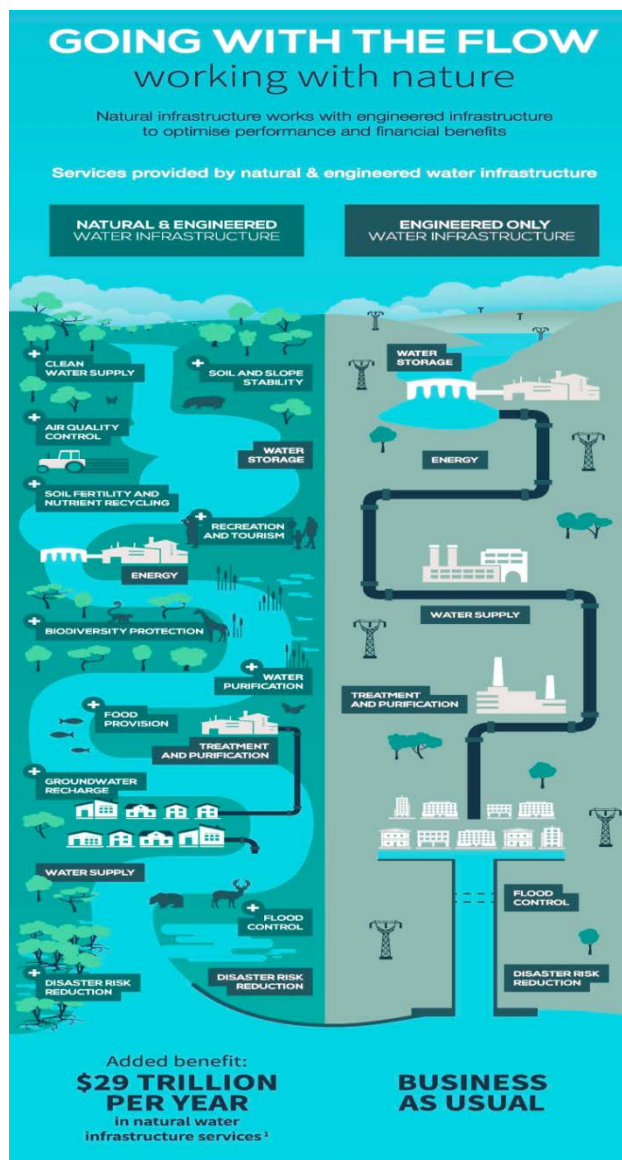 GOING WITH THE FLOW
working with nature
Natural infrastructure works with engineered infrastructure
to optimise performance and financial benefits
Services provided by natural & engineered water infrastructure
NATURAL & ENGINEERED
WATER INFRASTRUCTURE
CLEAN
WATER SUPPLY
SOIL AND SLOPE
STABILITY
AIR QUALITY
CONTROL
WATER
STORAGE
SOIL FERTILITY AND
NUTRIENT RECYCLING
RECREATION
AND TOURISM
ENERGY
BIODIVERSITY PROTECTION
WATER
PURIFICATION
FOOD
PROVISION
TREATMENT
AND PURIFICATION
GROUNDWATER
RECHARGE
WATER SUPPLY
FLOOD
CONTROL
DISASTER RISK
REDUCTION
DISASTER RISK
REDUCTION
Added benefit:
$29 TRILLION
PER YEAR
in natural water
infrastructure services¹
ENGINEERED ONLY
WATER INFRASTRUCTURE
WATER
STORAGE
ENERGY
WATER SUPPLY
TREATMENT
AND PURIFICATION
FLOOD
CONTROL
DISASTER RISK
REDUCTION
BUSINESS
AS USUAL